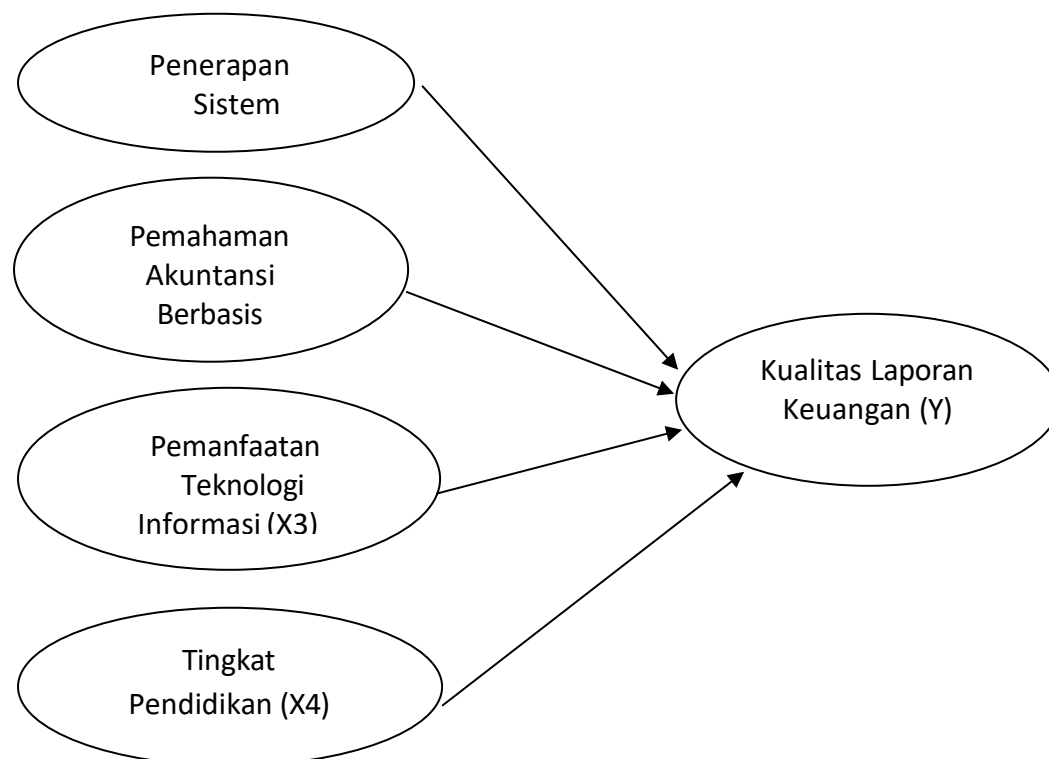 Penerapan
Sistem
Pemahaman
Akuntansi
Berbasis
Pemanfaatan
Teknologi
Informasi (X3)
Tingkat
Pendidikan (X4)
Kualitas Laporan
Keuangan (Y)